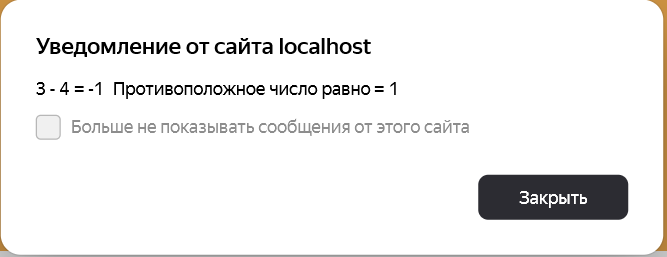 Уведомление от сайта localhost
3 - 4 = -1 Противоположное число равно = 1
Больше не показывать сообщения от этого сайта
Закрыть